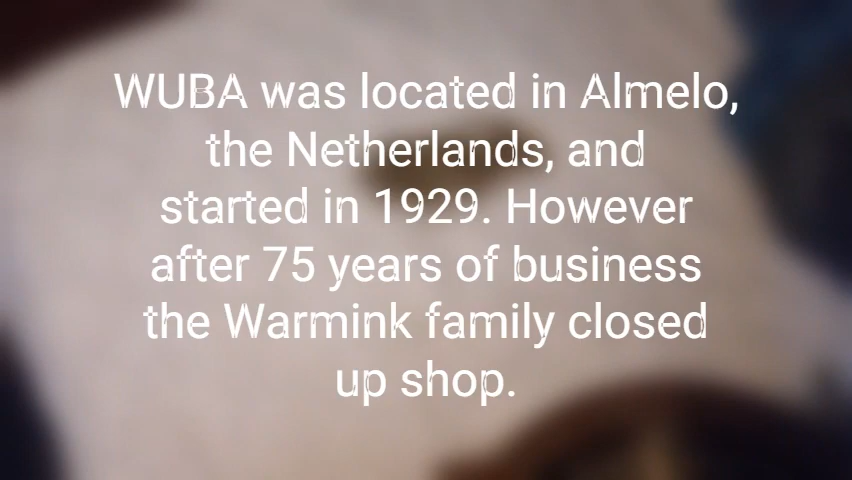 WUBA was located in Almelo,
the Netherlands, and
started in 1929. However
after 75 years of business
the Warmink family closed
up shop.